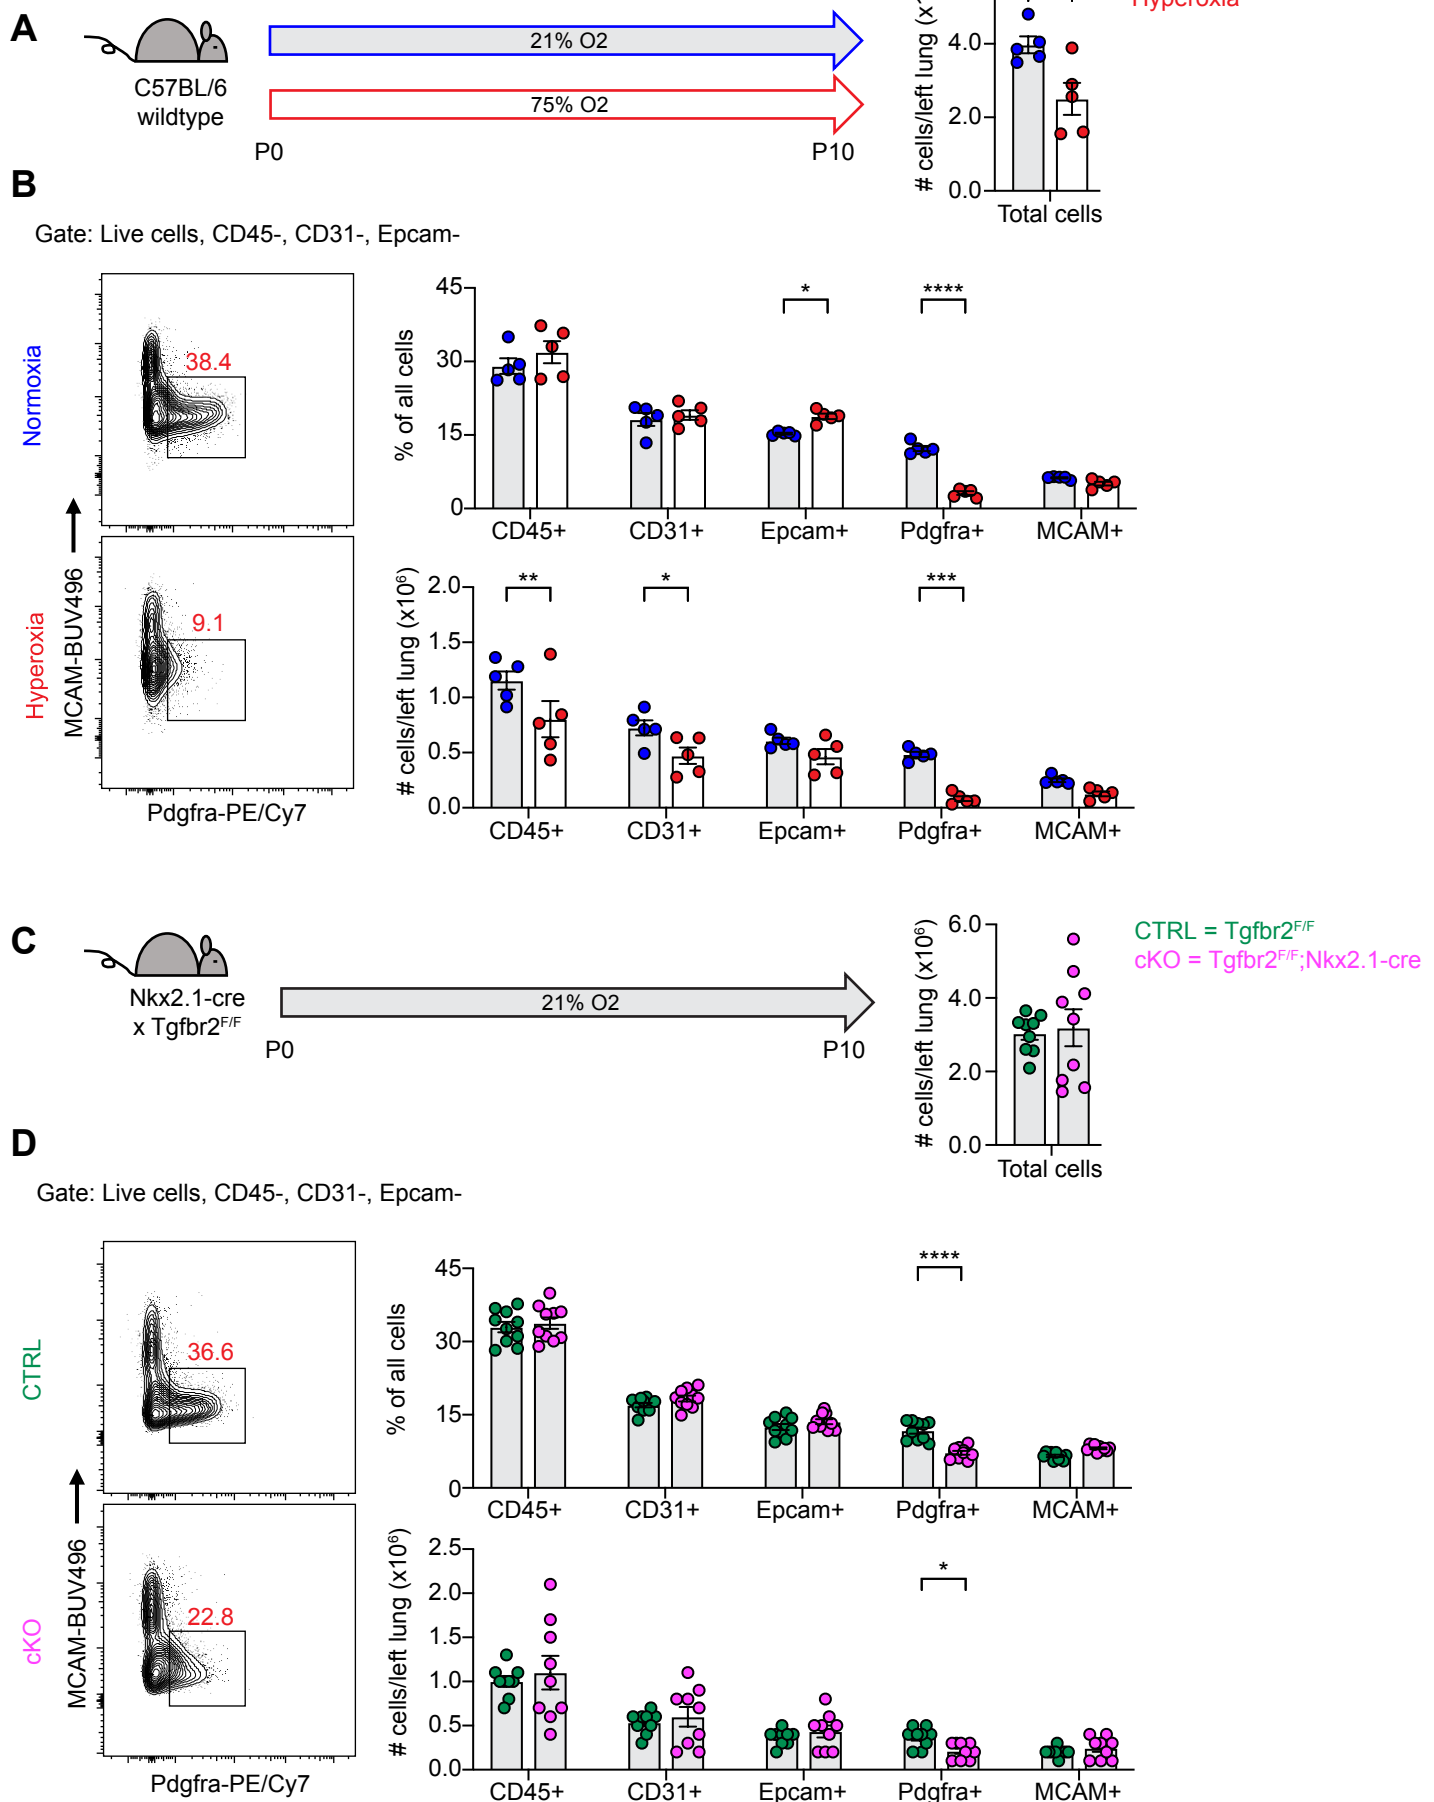 A
C57BL/6
wildtype
21% O2
75% O2
P0
P10
# cells/left lung (x
4.0
2.0
0.0
Total cells
Hyperoxia
B
Gate: Live cells, CD45-, CD31-, Epcam-
Normoxia
38.4
Hyperoxia
9.1
MCAM-BUV496
Pdgfra-PE/Cy7
% of all cells
45
30
15
0
*
****
CD45+
CD31+
Epcam+
Pdgfra+
MCAM+
# cells/left lung (x10⁶)
2.0
1.5
1.0
0.5
0.0
**
*
***
CD45+
CD31+
Epcam+
Pdgfra+
MCAM+
C
Nkx2.1-cre
x Tgfbr2F/F
21% O2
P0
P10
# cells/left lung (x10⁶)
6.0
4.0
2.0
0.0
Total cells
CTRL = Tgfbr2F/F
cKO = Tgfbr2F/F;Nkx2.1-cre
D
Gate: Live cells, CD45-, CD31-, Epcam-
CTRL
36.6
cKO
22.8
MCAM-BUV496
Pdgfra-PE/Cy7
% of all cells
45
30
15
0
****
CD45+
CD31+
Epcam+
Pdgfra+
MCAM+
# cells/left lung (x10⁶)
2.5
2.0
1.5
1.0
0.5
0.0
*
CD45+
CD31+
Epcam+
Pdgfra+
MCAM+